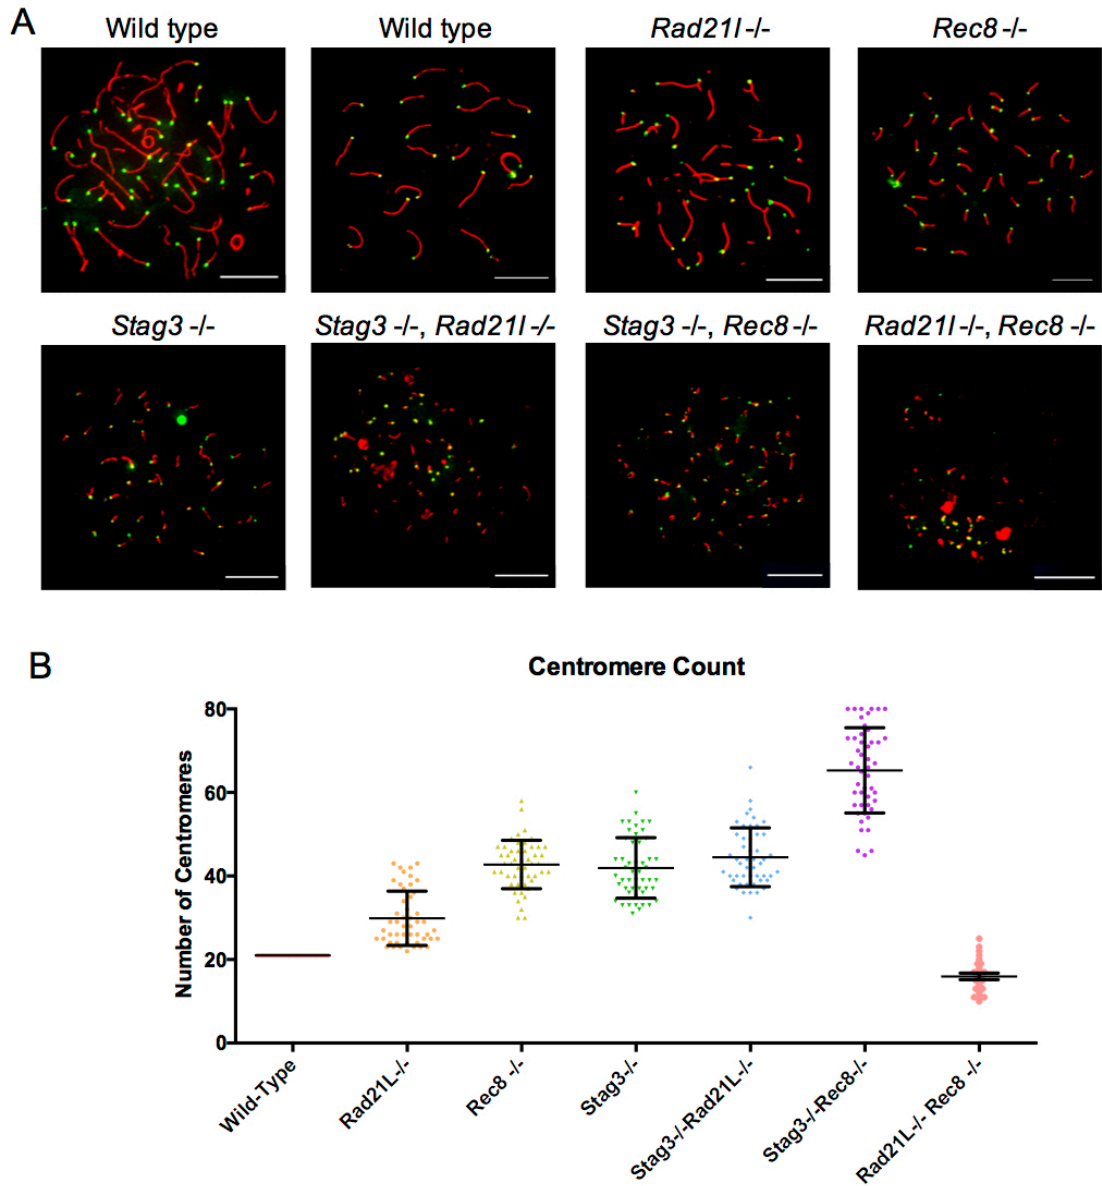 A
Wild type
Wild type
Rad21l -/-
Rec8 -/-
Stag3 -/-
Stag3 -/-, Rad21l -/-
Stag3 -/-, Rec8 -/-
Rad21l -/-, Rec8 -/-
B
Centromere Count
Number of Centromeres
80
60
40
20
0
Wild-Type
Rad21L-/-
Rec8 -/-
Stag3-/-
Stag3-/-Rad21L-/-
Stag3-/-Rec8-/-
Rad21L-/- Rec8 -/-